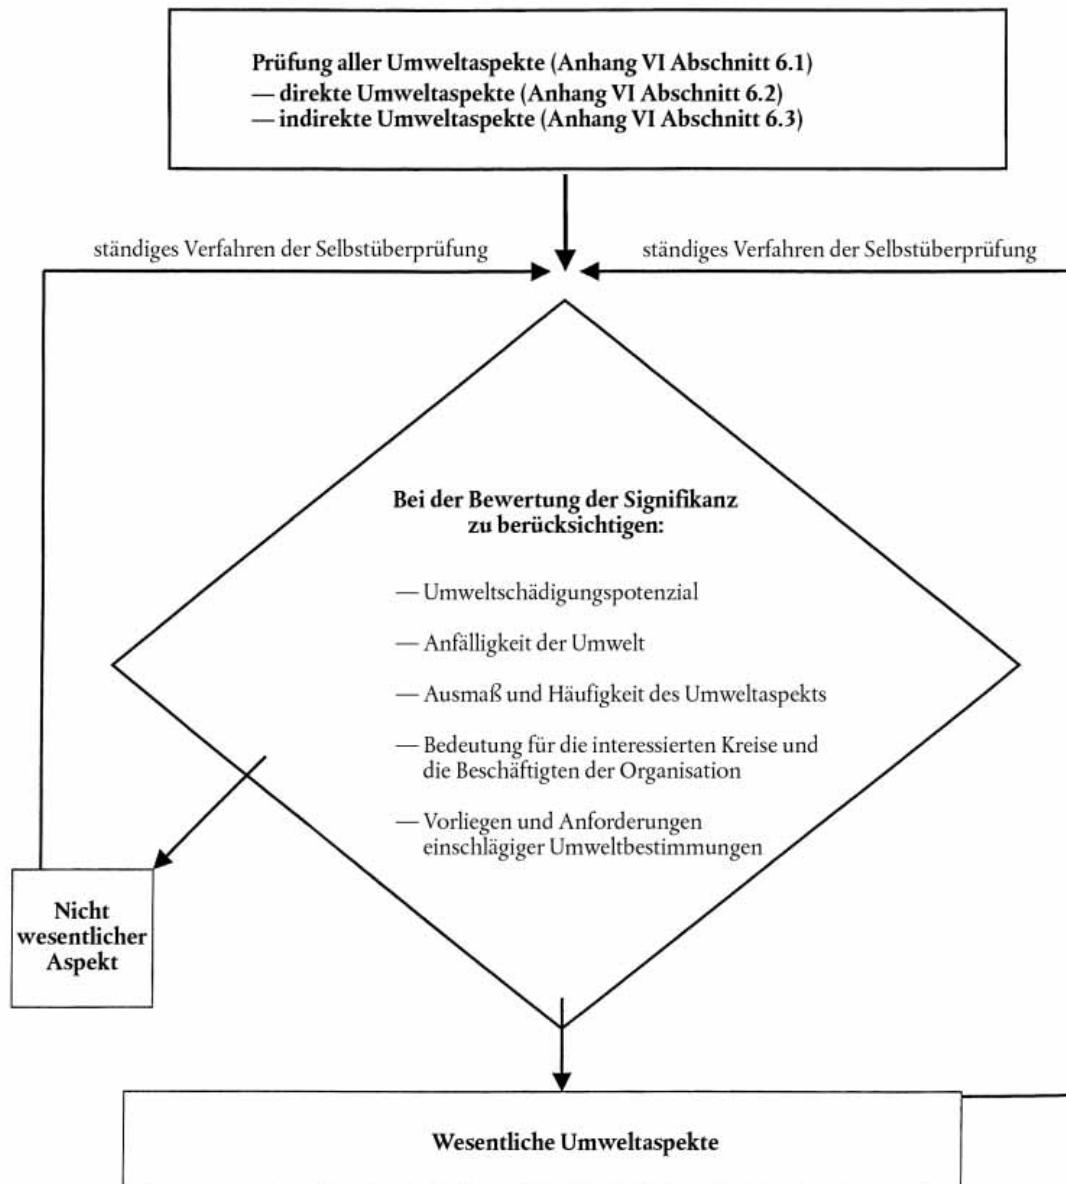 Prüfung aller Umweltaspekte (Anhang VI Abschnitt 6.1)
— direkte Umweltaspekte (Anhang VI Abschnitt 6.2)
— indirekte Umweltaspekte (Anhang VI Abschnitt 6.3)
ständiges Verfahren der Selbstüberprüfung
ständiges Verfahren der Selbstüberprüfung
Bei der Bewertung der Signifikanz
zu berücksichtigen:
— Umweltschädigungspotenzial
— Anfälligkeit der Umwelt
— Ausmaß und Häufigkeit des Umweltaspekts
— Bedeutung für die interessierten Kreise und
die Beschäftigten der Organisation
— Vorliegen und Anforderungen
einschlägiger Umweltbestimmungen
Nicht
wesentlicher
Aspekt
Wesentliche Umweltaspekte